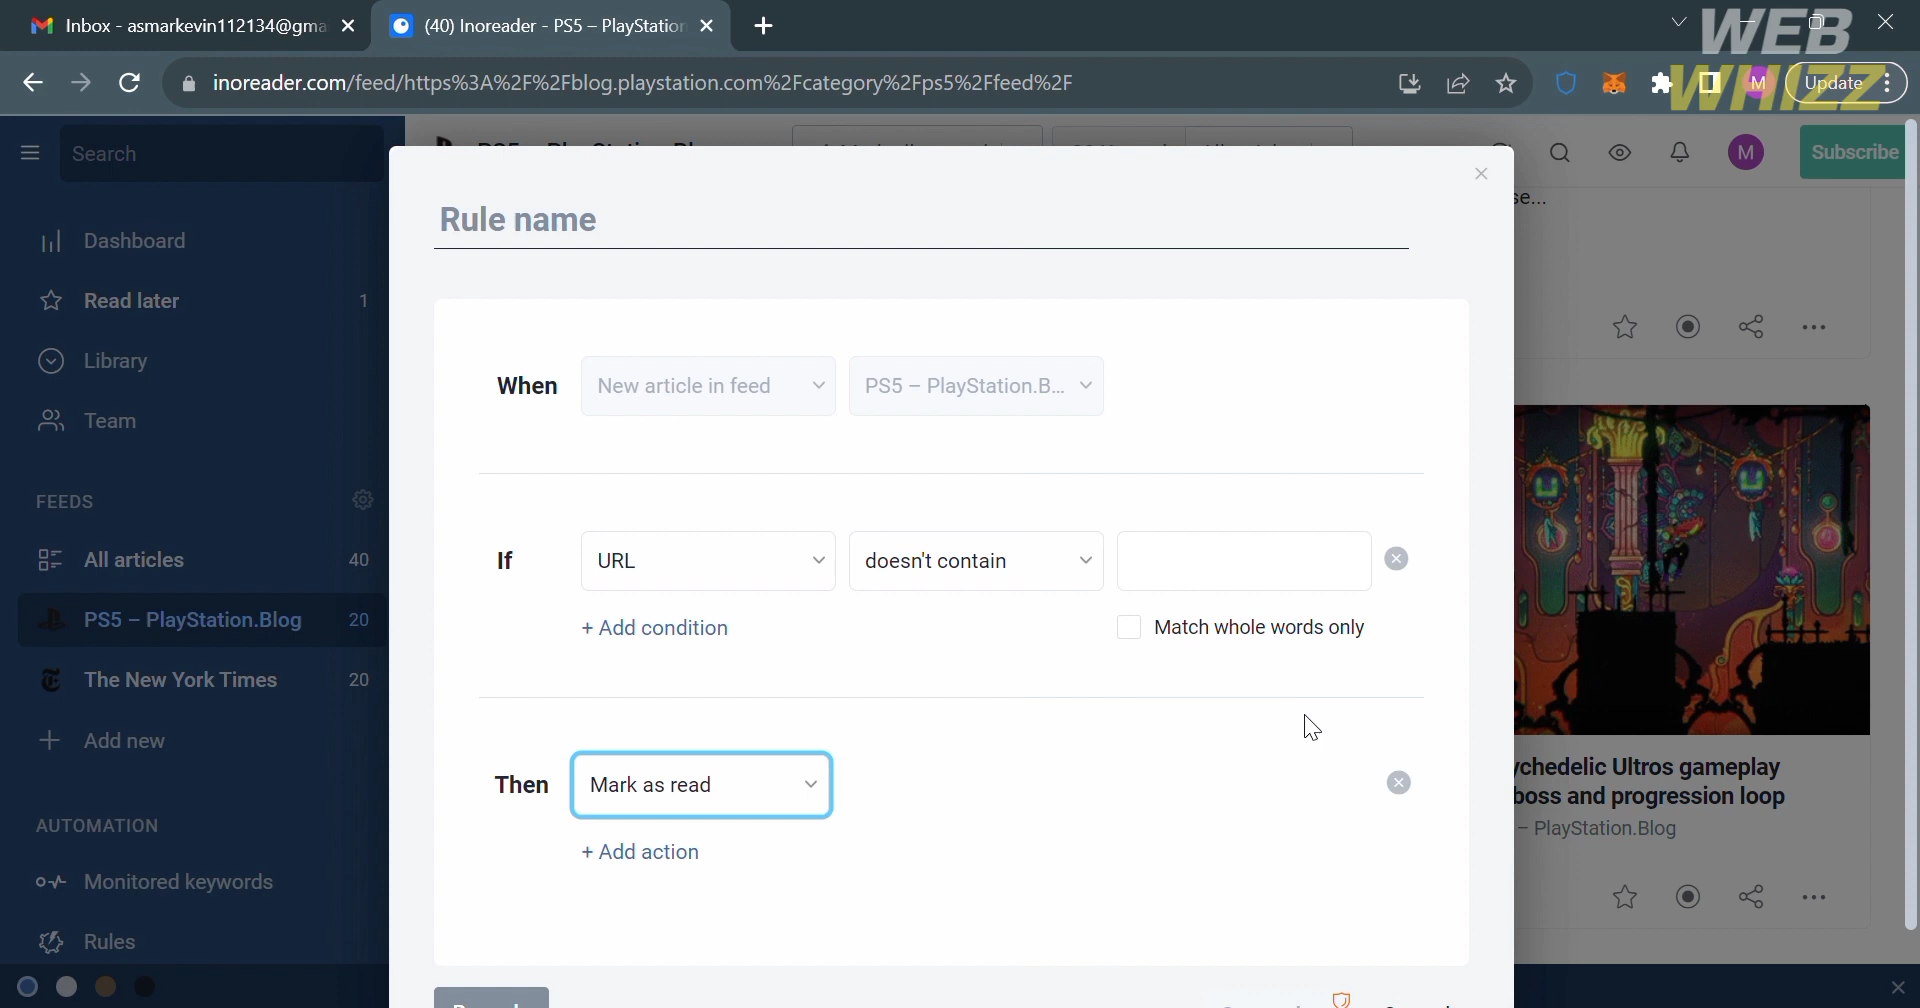 Inbox - asmarkevin112134@gma
(40) Inoreader - PS5 – PlayStation
WEB
WHIZZ
inoreader.com/feed/https%3A%2F%2Fblog.playstation.com%2Fcategory%2Fps5%2Ffeed%2F
M
Update
Search
M
Subscribe
se...
Rule name
Dashboard
Read later 1
Library
Team
When New article in feed PS5 – PlayStation.B...
FEEDS
All articles 40
If URL doesn't contain
+ Add condition
Match whole words only
PS5 – PlayStation.Blog 20
The New York Times 20
Add new
Then Mark as read
+ Add action
ychedelic Ultros gameplay
boss and progression loop
– PlayStation.Blog
AUTOMATION
Monitored keywords
Rules